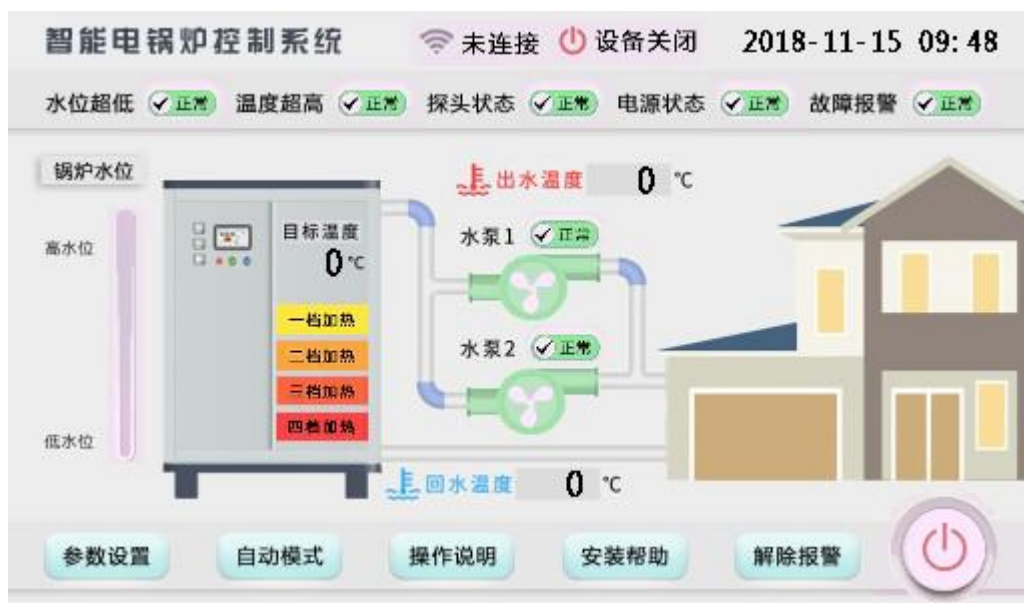 智能电锅炉控制系统 未连接 设备关闭 2018-11-15 09:48
水位超低 正常 温度超高 正常 探头状态 正常 电源状态 正常 故障报警 正常
锅炉水位
出水温度 0 ℃
高水位
目标温度
0 ℃
水泵1 正常
一档加热
二档加热
水泵2 正常
三档加热
四档加热
低水位
回水温度 0 ℃
参数设置 自动模式 操作说明 安装帮助 解除报警